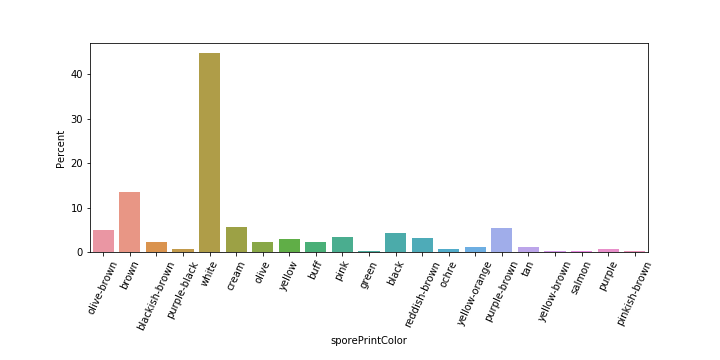 40
30
20
10
0
Percent
olive-brown
brown
blackish-brown
purple-black
white
cream
olive
yellow
buff
pink
green
black
reddish-brown
ochre
yellow-orange
purple-brown
tan
yellow-brown
salmon
purple
pinkish-brown
sporePrintColor